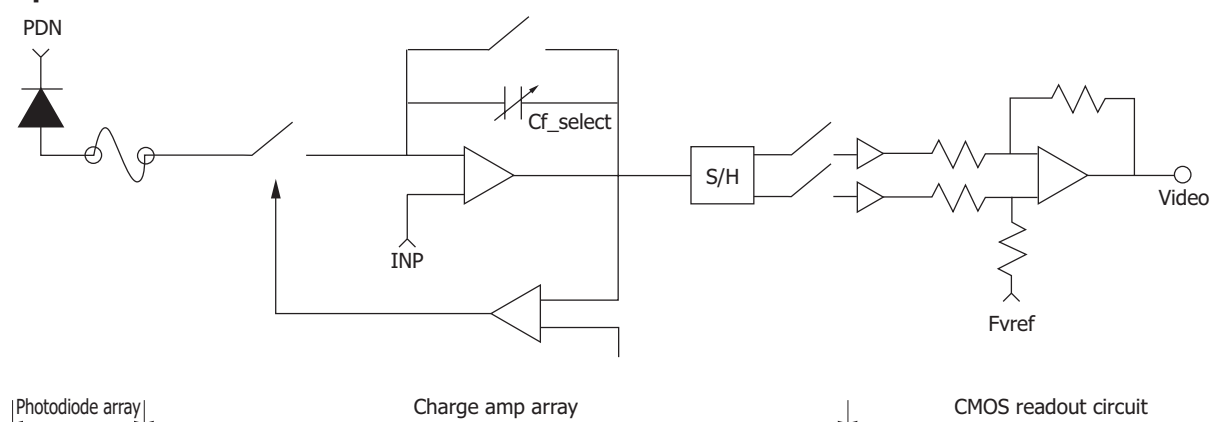 PDN
Cf_select
S/H
Video
INP
Fvref
Photodiode array
Charge amp array
CMOS readout circuit